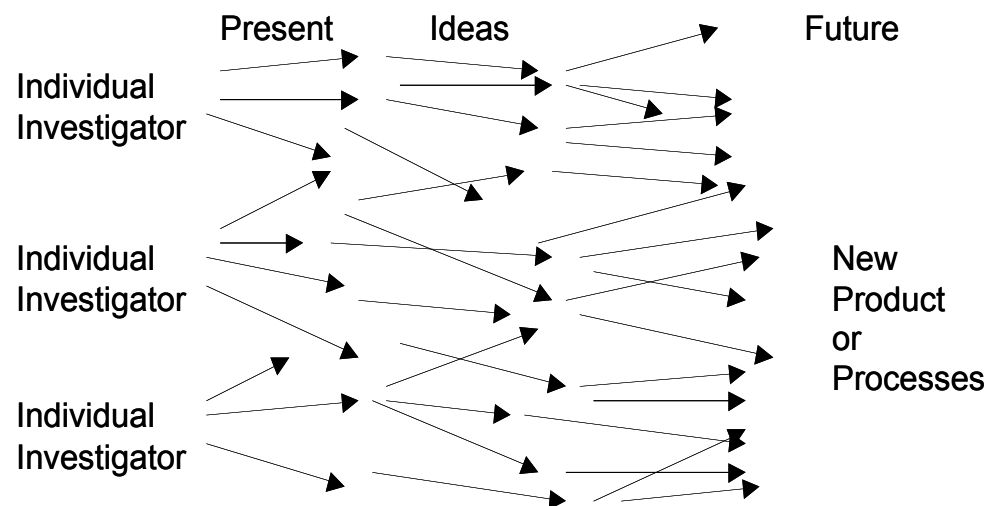 Present Ideas Future
Individual
Investigator
Individual
Investigator
New
Product
or
Processes
Individual
Investigator